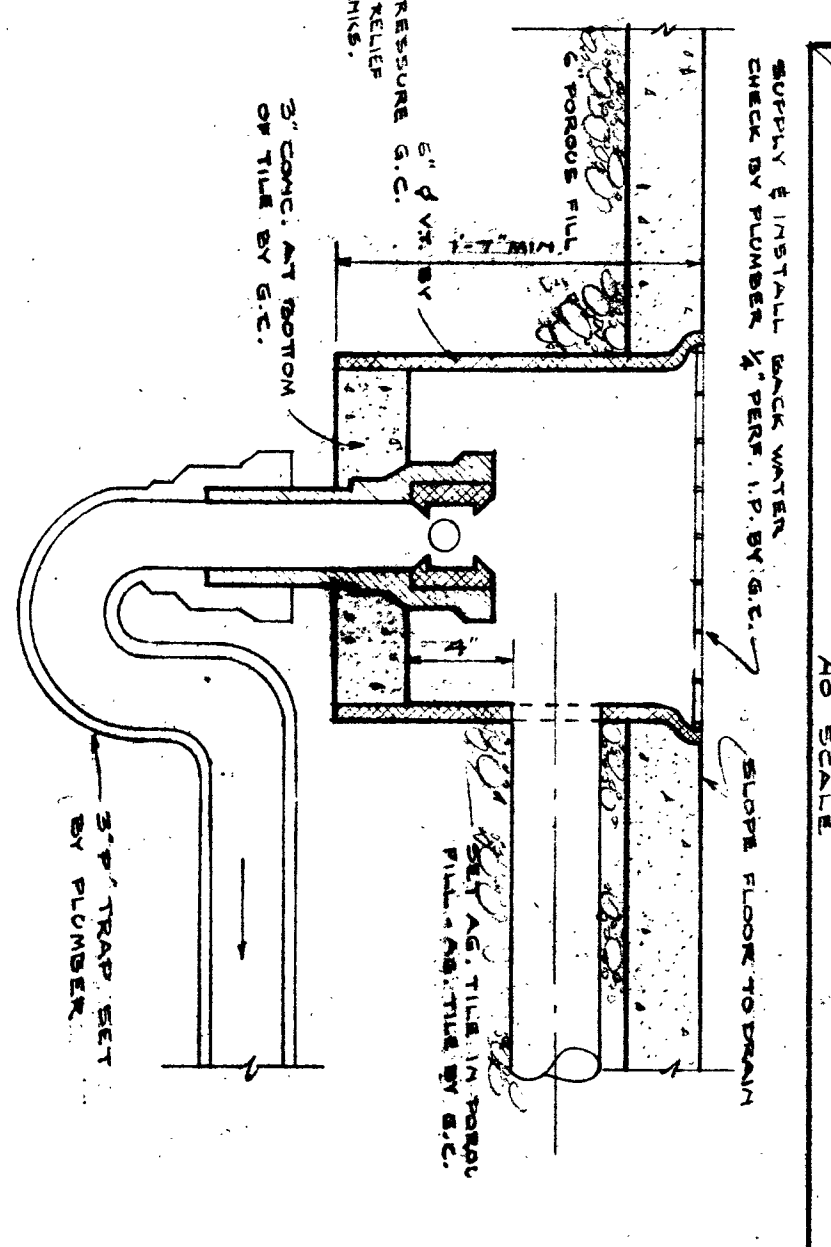 SUPPLY & INSTALL BACK WATER
CHECK BY PLUMBER ¼" PERF. I.P. BY G.C.
SLOPE FLOOR TO DRAIN
6" POROUS FILL
1'-7" MIN.
V.T. BY
G.C.
RESSURE
RELIEF
3" CONC. AT BOTTOM
OF TILE BY G.C.
4"
SET AG. TILE IN POROU
FILL - AG. TILE BY G.C.
3" "P" TRAP SET
BY PLUMBER
SCALE